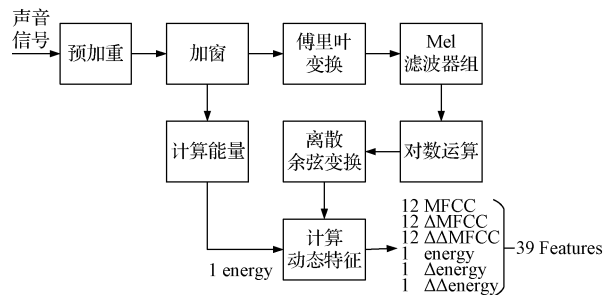 声音
信号
预加重
加窗
傅里叶
变换
Mel
滤波器组
计算能量
离散
余弦变换
对数运算
1 energy
计算
动态特征
12 MFCC
12 ΔMFCC
12 ΔΔMFCC
1 energy
1 Δenergy
1 ΔΔenergy
39 Features